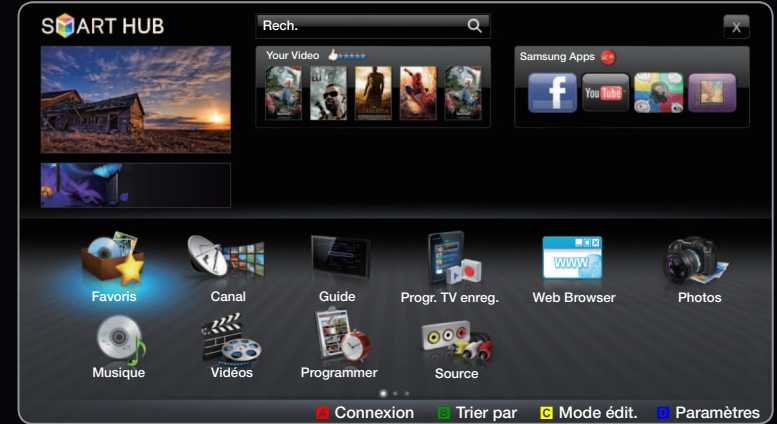 SMART HUB
Rech.
X
Your Video
Samsung Apps
You Tube
Favoris
Canal
Guide
Progr. TV enreg.
www
Web Browser
Photos
Musique
Vidéos
Programmer
Source
A Connexion B Trier par C Mode édit. D Paramètres